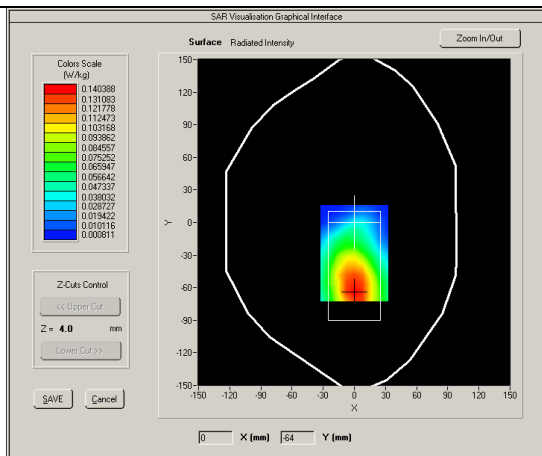 SAR Visualisation Graphical Interface
Surface Radiated Intensity
Zoom In/Out
Colors Scale
(W/kg)
0.140388
0.131083
0.121778
0.112473
0.103168
0.093862
0.084557
0.075252
0.065947
0.056642
0.047337
0.038032
0.028727
0.019422
0.010116
0.000811
Z-Cuts Control
<< Upper Cut
Z = 4.0 mm
Lower Cut >>
SAVE Cancel
150
120
90
60
30
0
-30
-60
-90
-120
-150
Y
-150 -120 -90 -60 -30 0 30 60 90 120 150
X
0 X (mm) -64 Y (mm)